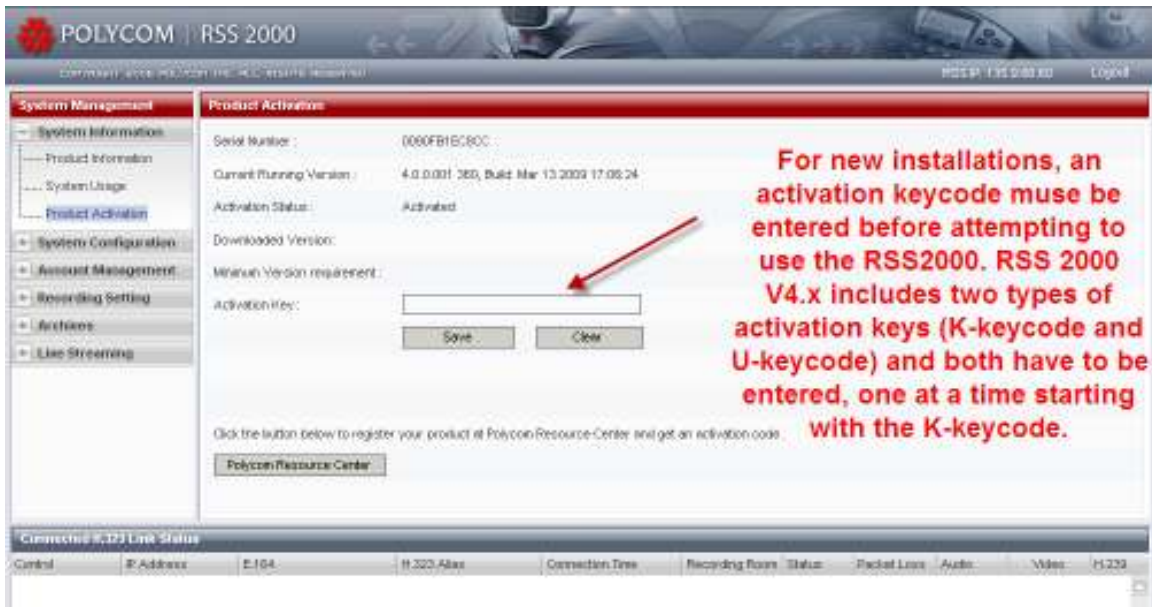 POLYCOM | RSS 2000
Logout
System Management
System Information
Product Information
System Usage
Product Activation
System Configuration
Account Management
Recording Setting
Archives
Live Streaming
Product Activation
Serial Number :
Current Running Version : 4.0.0.001 360, Build: Mar 13 2009 17:06:24
Activation Status : Activated
Downloaded Version:
Minimum Version requirement :
Activation Key :
Save Clear
Click the button below to register your product at Polycom Resource Center and get an activation code
Polycom Resource Center
For new installations, an
activation keycode muse be
entered before attempting to
use the RSS2000. RSS 2000
V4.x includes two types of
activation keys (K-keycode and
U-keycode) and both have to be
entered, one at a time starting
with the K-keycode.
Connected H.323 Link Status
Control IP Address E.164 H.323 Alias Connection Time Recording Room Status Packet Loss Audio Video H.239